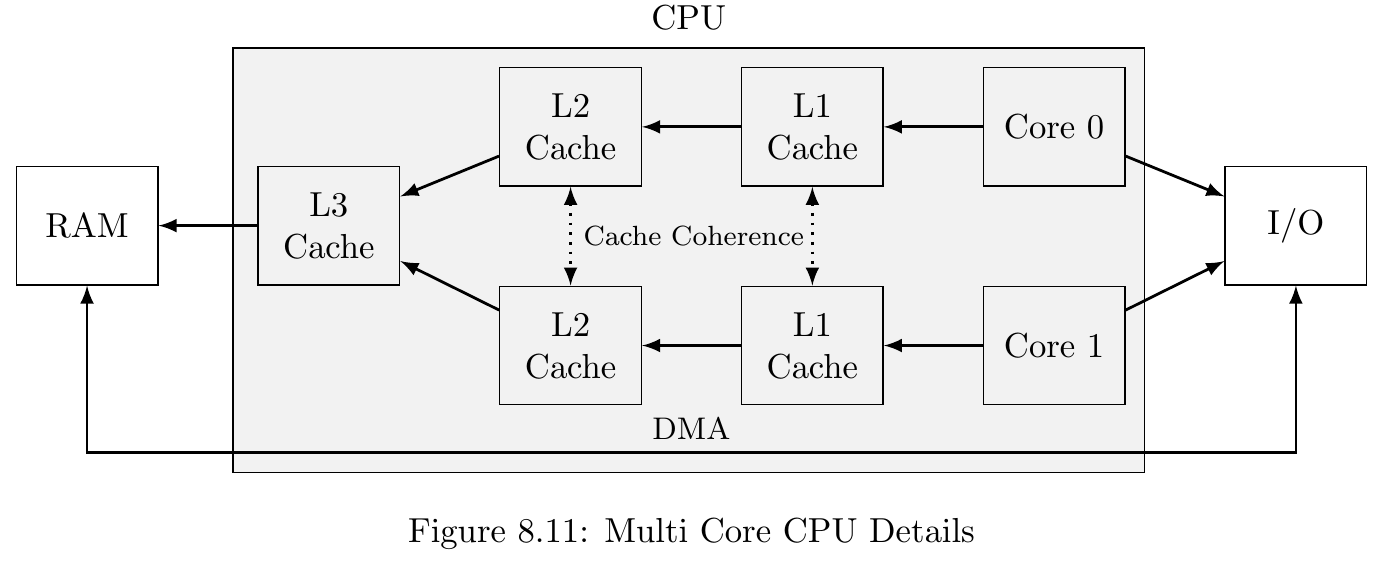 CPU
L2
Cache
L1
Cache
Core 0
RAM
L3
Cache
Cache Coherence
I/O
L2
Cache
L1
Cache
Core 1
DMA
Figure 8.11: Multi Core CPU Details